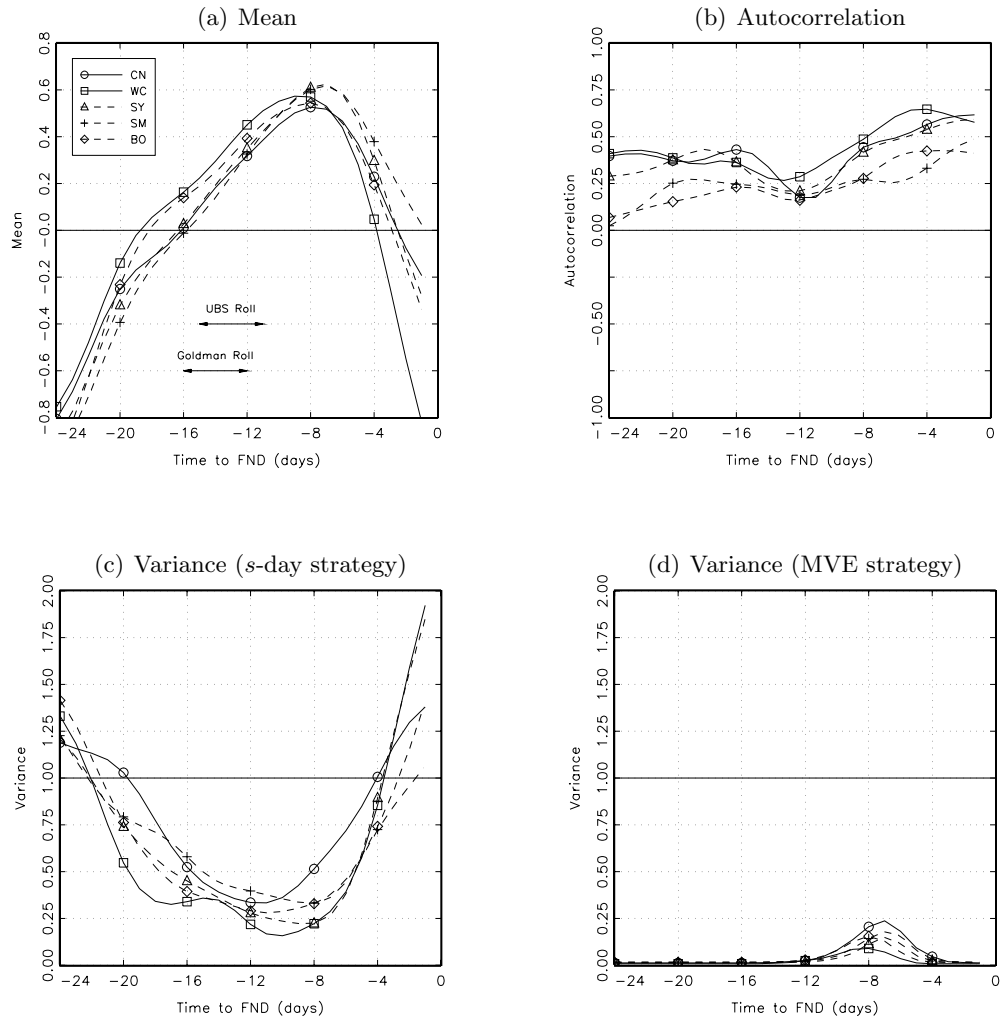 (a) Mean
0.8
0.6
0.4
0.2
-0.0
-0.2
-0.4
-0.6
-0.8
Mean
CN
WC
SY
SM
BO
UBS Roll
Goldman Roll
-24 -20 -16 -12 -8 -4 0
Time to FND (days)
(b) Autocorrelation
1.00
0.75
0.50
0.25
0.00
-0.25
-0.50
-0.75
-1.00
Autocorrelation
-24 -20 -16 -12 -8 -4 0
Time to FND (days)
(c) Variance (s-day strategy)
2.00
1.75
1.50
1.25
1.00
0.75
0.50
0.25
0.00
Variance
-24 -20 -16 -12 -8 -4 0
Time to FND (days)
(d) Variance (MVE strategy)
2.00
1.75
1.50
1.25
1.00
0.75
0.50
0.25
0.00
Variance
-24 -20 -16 -12 -8 -4 0
Time to FND (days)